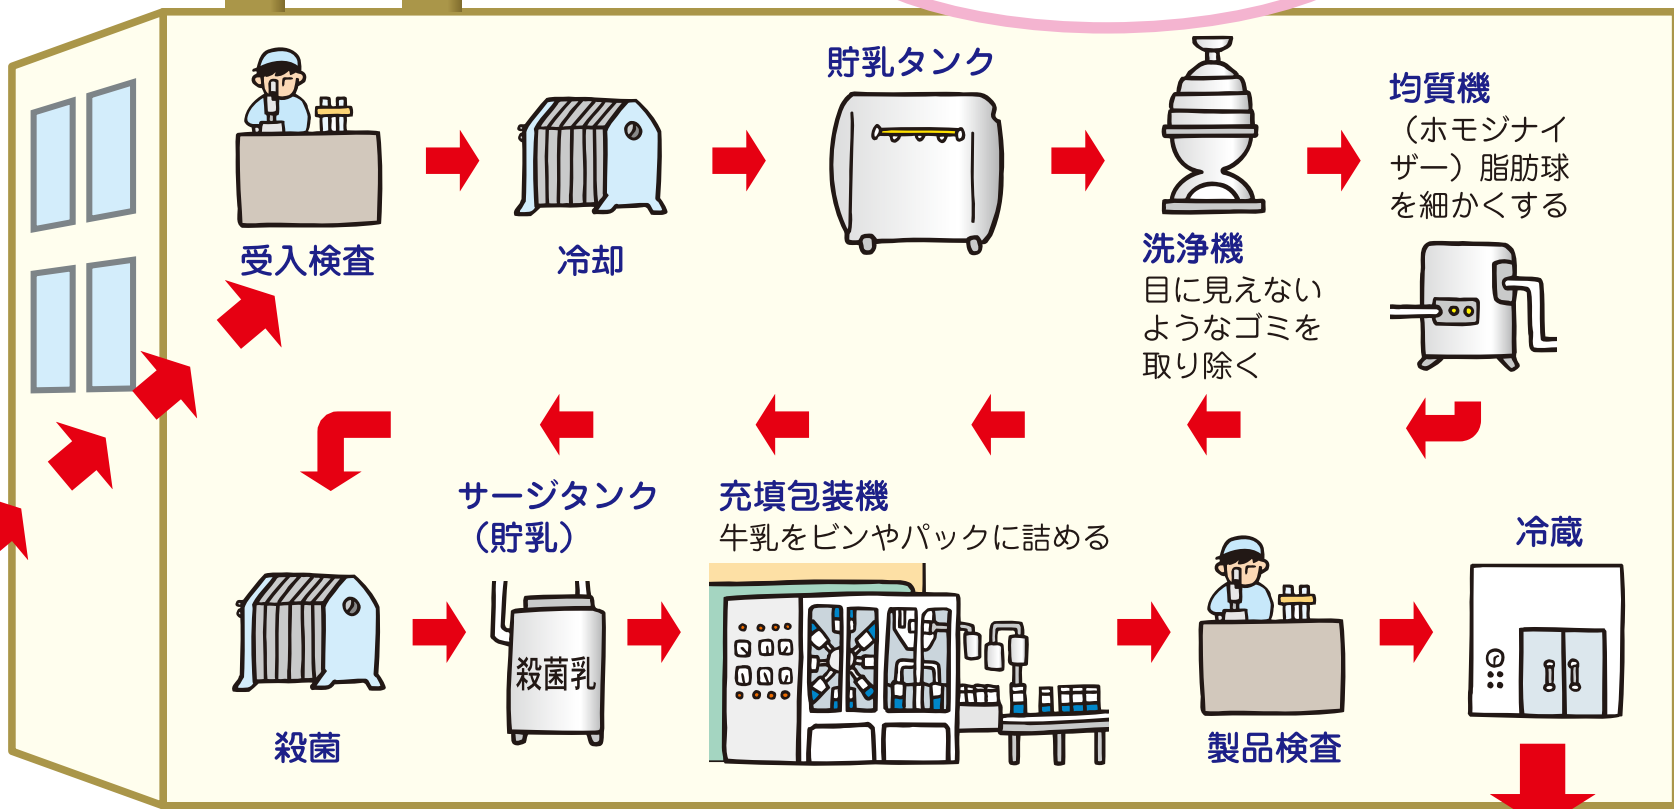 受入検査
冷却
貯乳タンク
洗浄機
目に見えない
ようなゴミを
取り除く
均質機
（ホモジナイ
ザー）脂肪球
を細かくする
殺菌
サージタンク
（貯乳）
殺菌乳
充填包装機
牛乳をビンやパックに詰める
製品検査
冷蔵